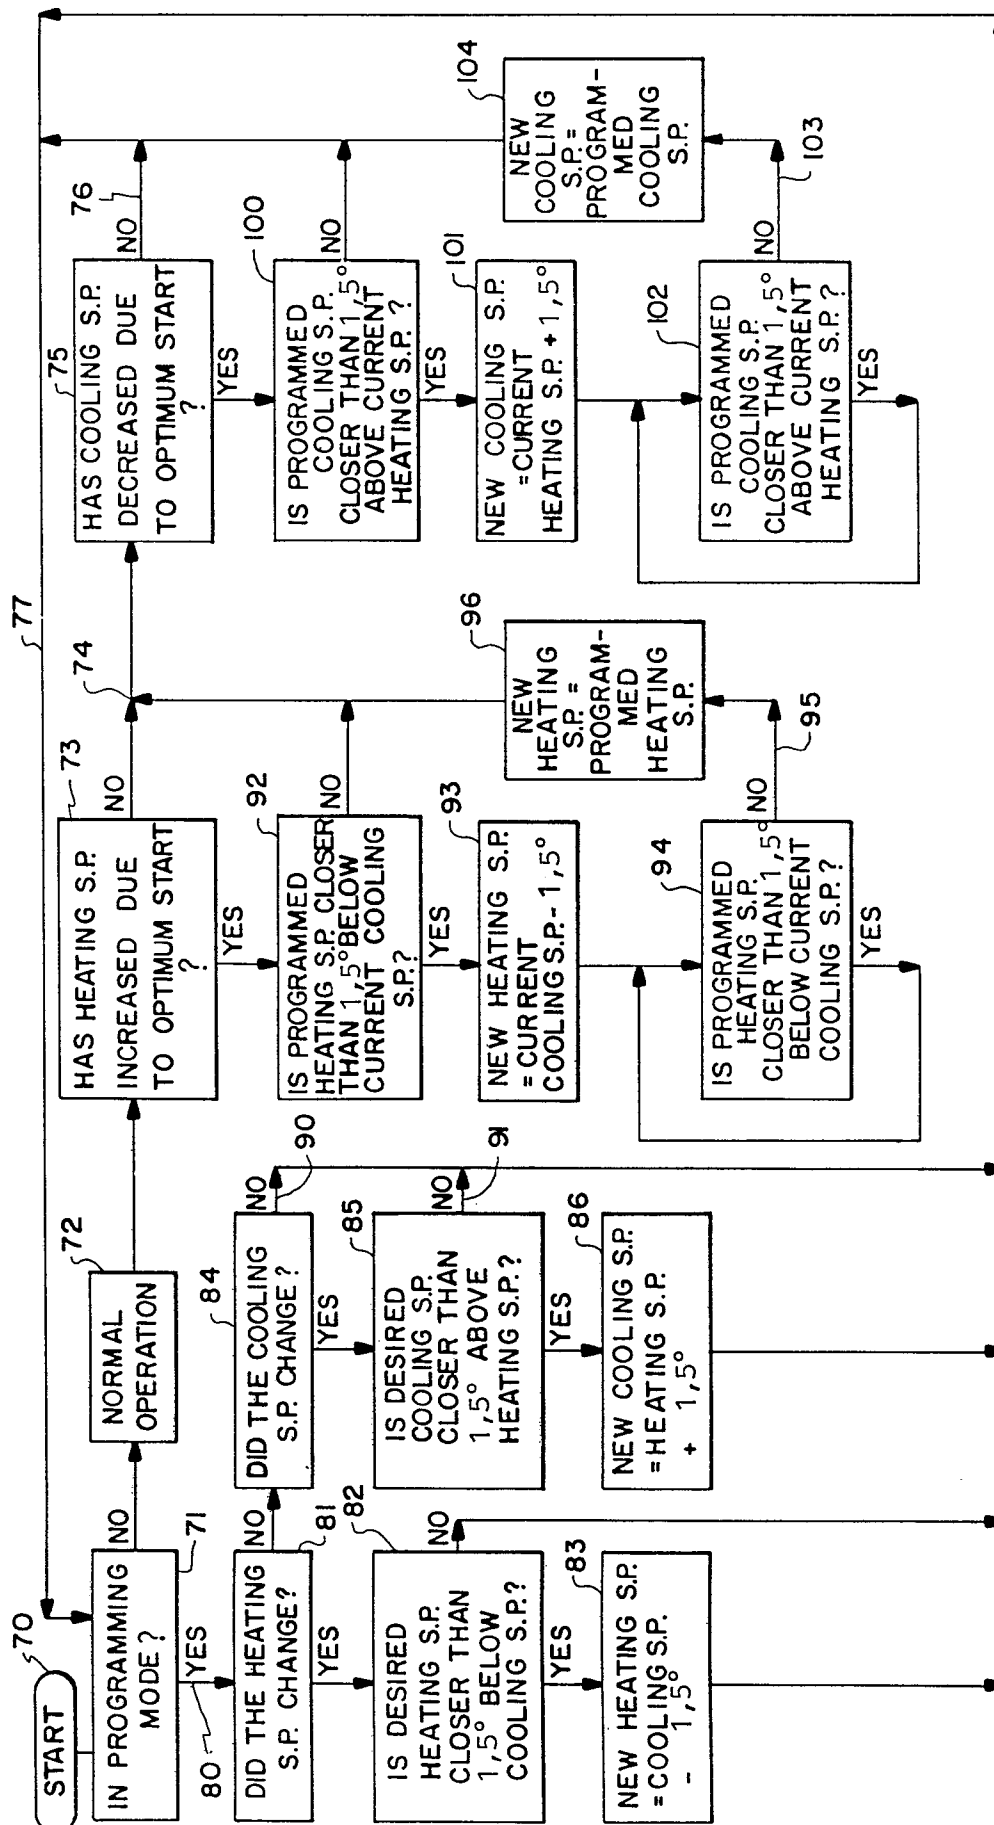 START
70
IN PROGRAMMING
MODE?
71
NO
YES
80
NORMAL
OPERATION
72
HAS HEATING S.P.
INCREASED DUE
TO OPTIMUM START
?
73
NO
YES
74
HAS COOLING S.P.
DECREASED DUE
TO OPTIMUM START
?
75
NO
76
YES
77
DID THE HEATING
S.P. CHANGE?
81
NO
YES
DID THE COOLING
S.P. CHANGE?
84
NO
90
YES
IS PROGRAMMED
HEATING S.P. CLOSER
THAN 1,5° BELOW
CURRENT COOLING
S.P.?
92
NO
YES
IS PROGRAMMED
COOLING S.P.
CLOSER THAN 1,5°
ABOVE CURRENT
HEATING S.P. ?
100
NO
YES
IS DESIRED
HEATING S.P.
CLOSER THAN
1,5° BELOW
COOLING S.P.?
82
NO
YES
IS DESIRED
COOLING S.P.
CLOSER THAN
1,5° ABOVE
HEATING S.P.?
85
NO
91
YES
NEW HEATING S.P.
=CURRENT
COOLING S.P.- 1,5°
93
NEW
HEATING
S.P. =
PROGRAM-
MED
HEATING
S.P.
96
NEW COOLING S.P.
=CURRENT
HEATING S.P. + 1,5°
101
NEW
COOLING
S.P.=
PROGRAM-
MED
COOLING
S.P.
104
NEW HEATING S.P.
=COOLING S.P.
- 1,5°
83
NEW COOLING S.P.
=HEATING S.P.
+ 1,5°
86
IS PROGRAMMED
HEATING S.P.
CLOSER THAN 1,5°
BELOW CURRENT
COOLING S.P.?
94
NO
95
YES
IS PROGRAMMED
COOLING S.P.
CLOSER THAN 1,5°
ABOVE CURRENT
HEATING S.P.?
102
NO
103
YES